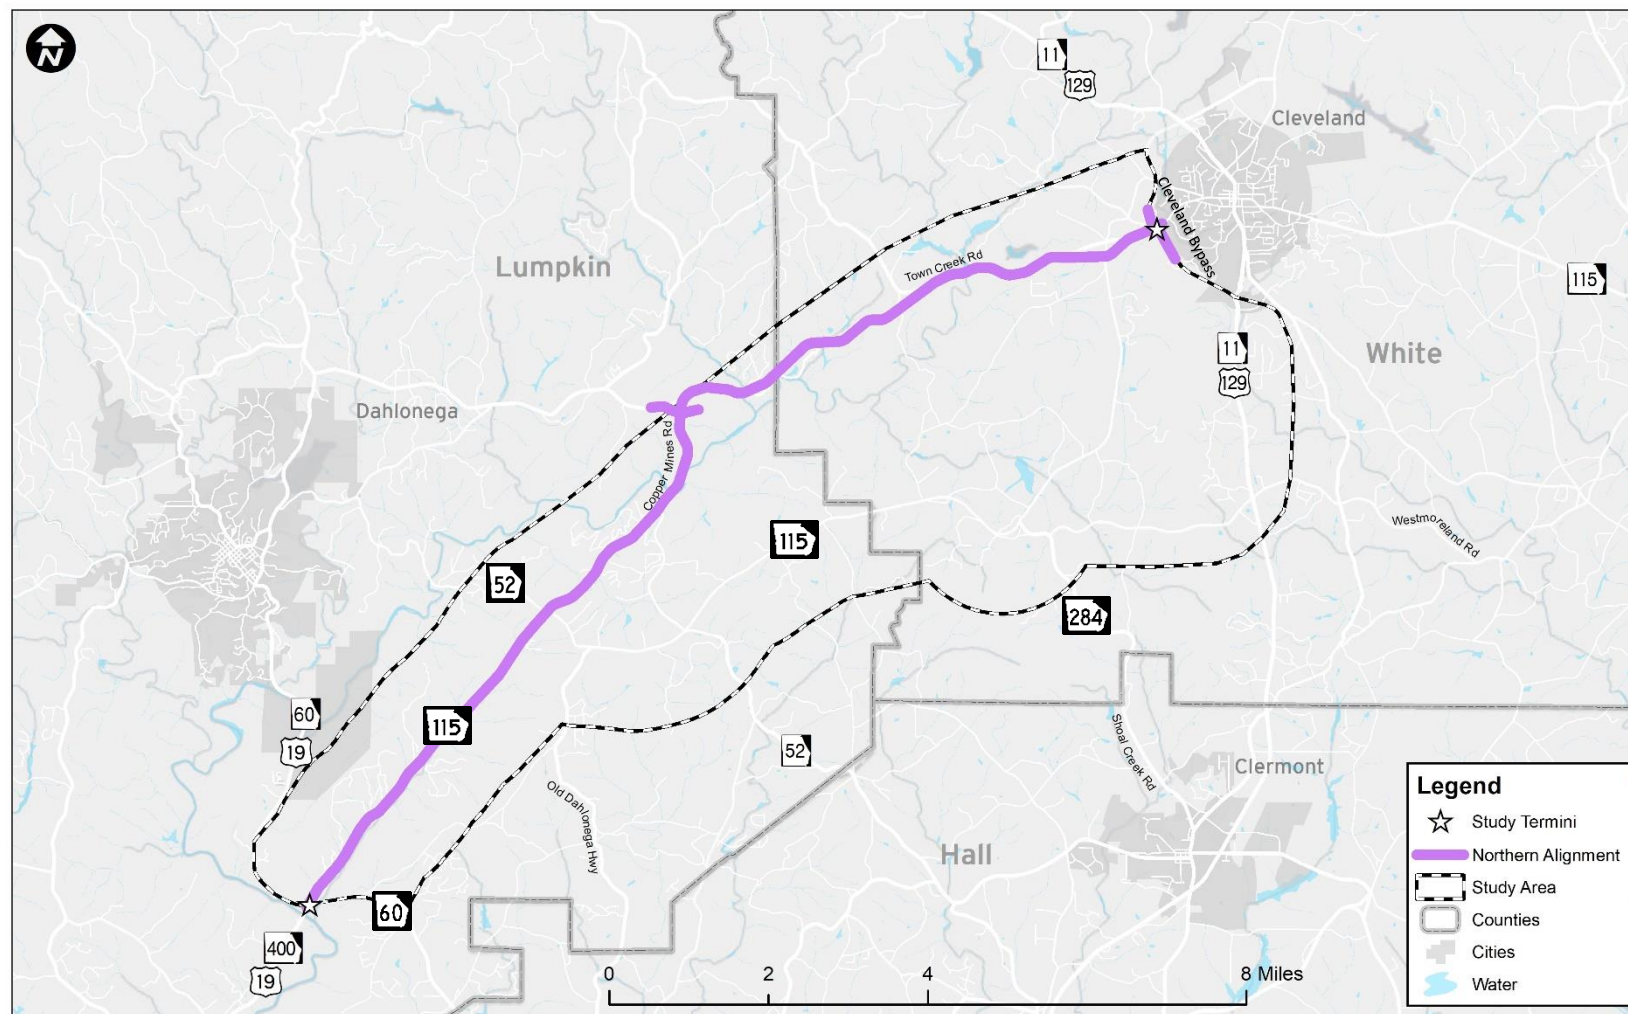 N
11
129
Cleveland
Cleveland Bypass
Lumpkin
Town Creek Rd
115
11
129
White
Dahlonega
Copper Mines Rd
115
Westmoreland Rd
52
284
60
19
115
52
Shoal Creek Rd
Clermont
Old Dahlonega Hwy
Hall
60
400
19
0 2 4 8 Miles
Legend
Study Termini
Northern Alignment
Study Area
Counties
Cities
Water